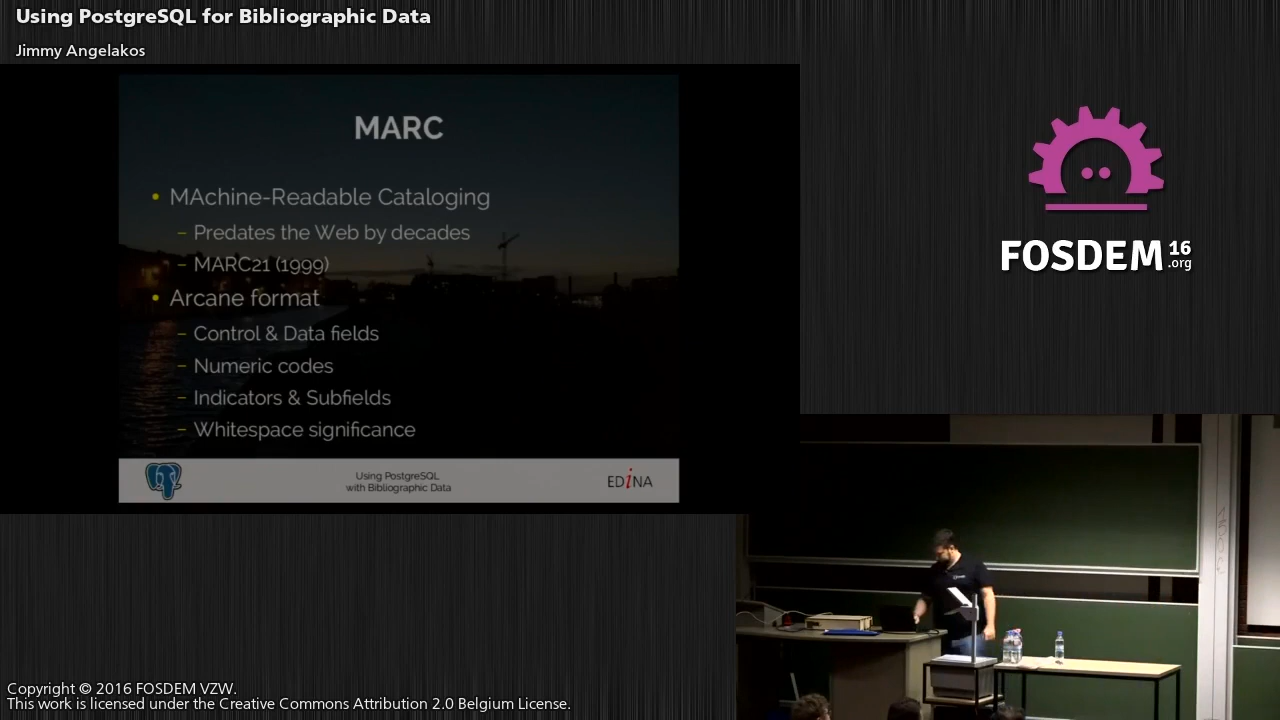 Using PostgreSQL for Bibliographic Data
Jimmy Angelakos
MARC
• MAchine-Readable Cataloging
– Predates the Web by decades
– MARC21 (1999)
• Arcane format
– Control & Data fields
– Numeric codes
– Indicators & Subfields
– Whitespace significance
Using PostgreSQL
with Bibliographic Data
EDiNA
FOSDEM 16
.org
Copyright © 2016 FOSDEM VZW.
This work is licensed under the Creative Commons Attribution 2.0 Belgium License.